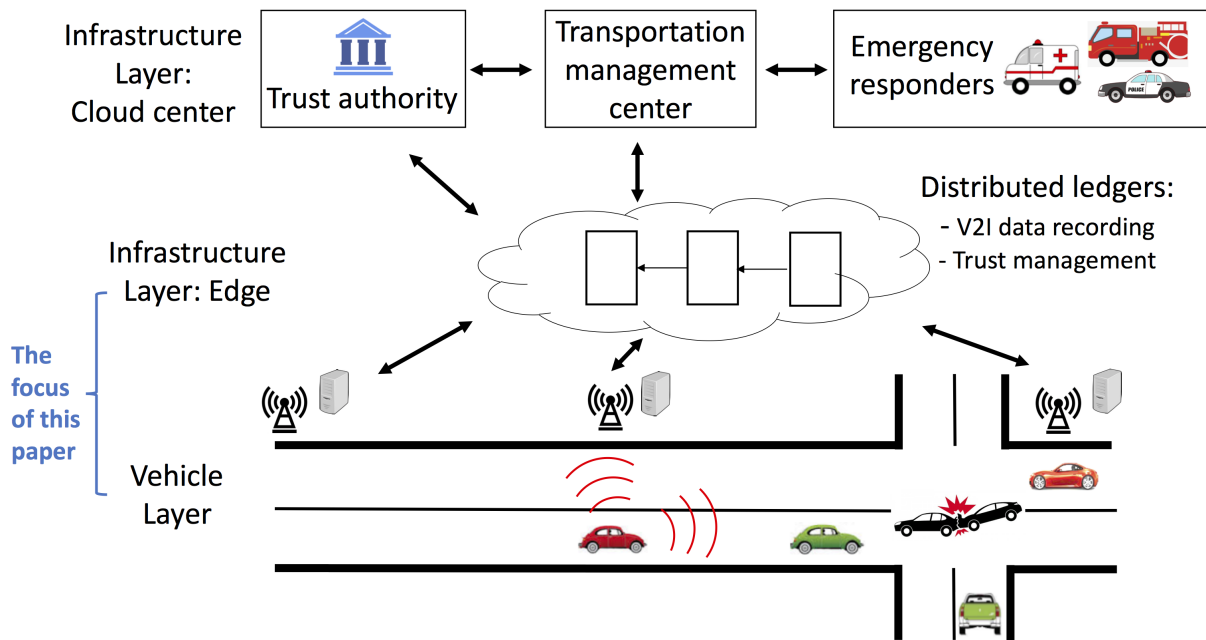 Infrastructure
Layer:
Cloud center
Trust authority
Transportation
management
center
Emergency
responders
POLICE
Distributed ledgers:
- V2I data recording
- Trust management
Infrastructure
Layer: Edge
The
focus
of this
paper
Vehicle
Layer